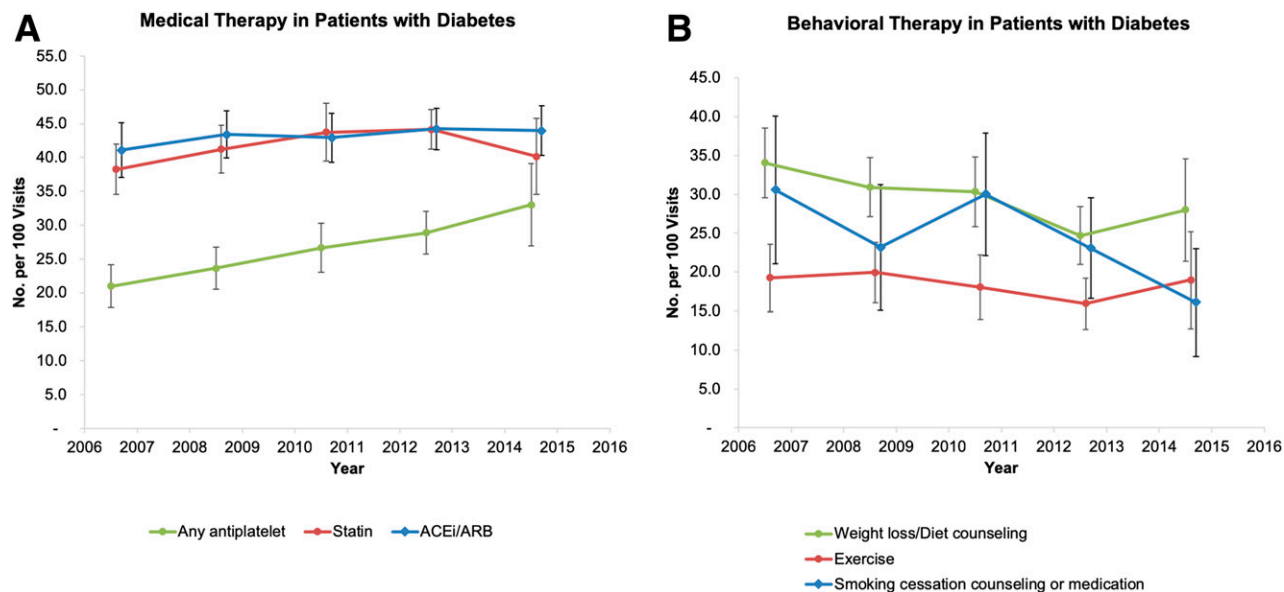 A
Medical Therapy in Patients with Diabetes
No. per 100 Visits
55.0
50.0
45.0
40.0
35.0
30.0
25.0
20.0
15.0
10.0
5.0
-
2006 2007 2008 2009 2010 2011 2012 2013 2014 2015 2016
Year
Any antiplatelet Statin ACEi/ARB
B
Behavioral Therapy in Patients with Diabetes
No. per 100 Visits
45.0
40.0
35.0
30.0
25.0
20.0
15.0
10.0
5.0
-
2006 2007 2008 2009 2010 2011 2012 2013 2014 2015 2016
Year
Weight loss/Diet counseling
Exercise
Smoking cessation counseling or medication